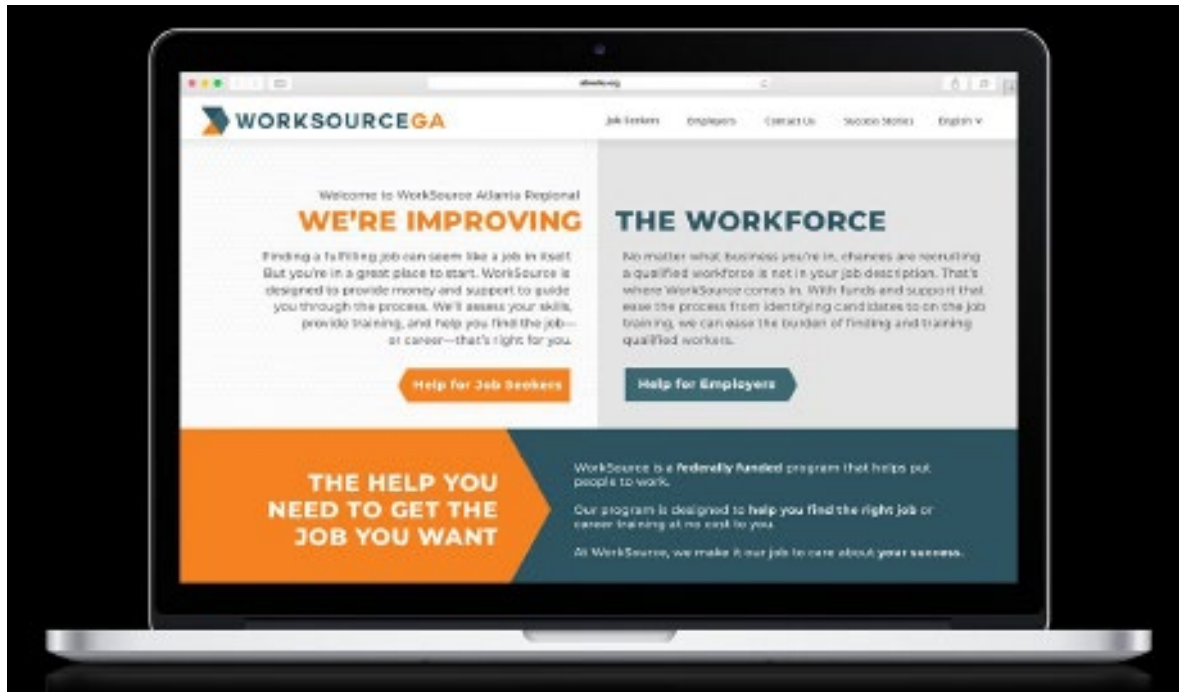 WORKSOURCEGA
Job Seekers Employers Contact Us Success Stories English
Welcome to WorkSource Atlanta Regional
WE'RE IMPROVING
Finding a fulfilling job can seem like a job in itself.
But you're in a great place to start. WorkSource is
designed to provide money and support to guide
you through the process. We'll assess your skills,
provide training, and help you find the job—
or career—that's right for you.
Help for Job Seekers
THE WORKFORCE
No matter what business you're in, chances are recruiting
a qualified workforce is not in your job description. That's
where WorkSource comes in. With funds and support that
ease the process from identifying candidates to on the job
training, we can ease the burden of finding and training
qualified workers.
Help for Employers
THE HELP YOU
NEED TO GET THE
JOB YOU WANT
WorkSource is a federally funded program that helps put
people to work.
Our program is designed to help you find the right job or
career training at no cost to you.
At WorkSource, we make it our job to care about your success.